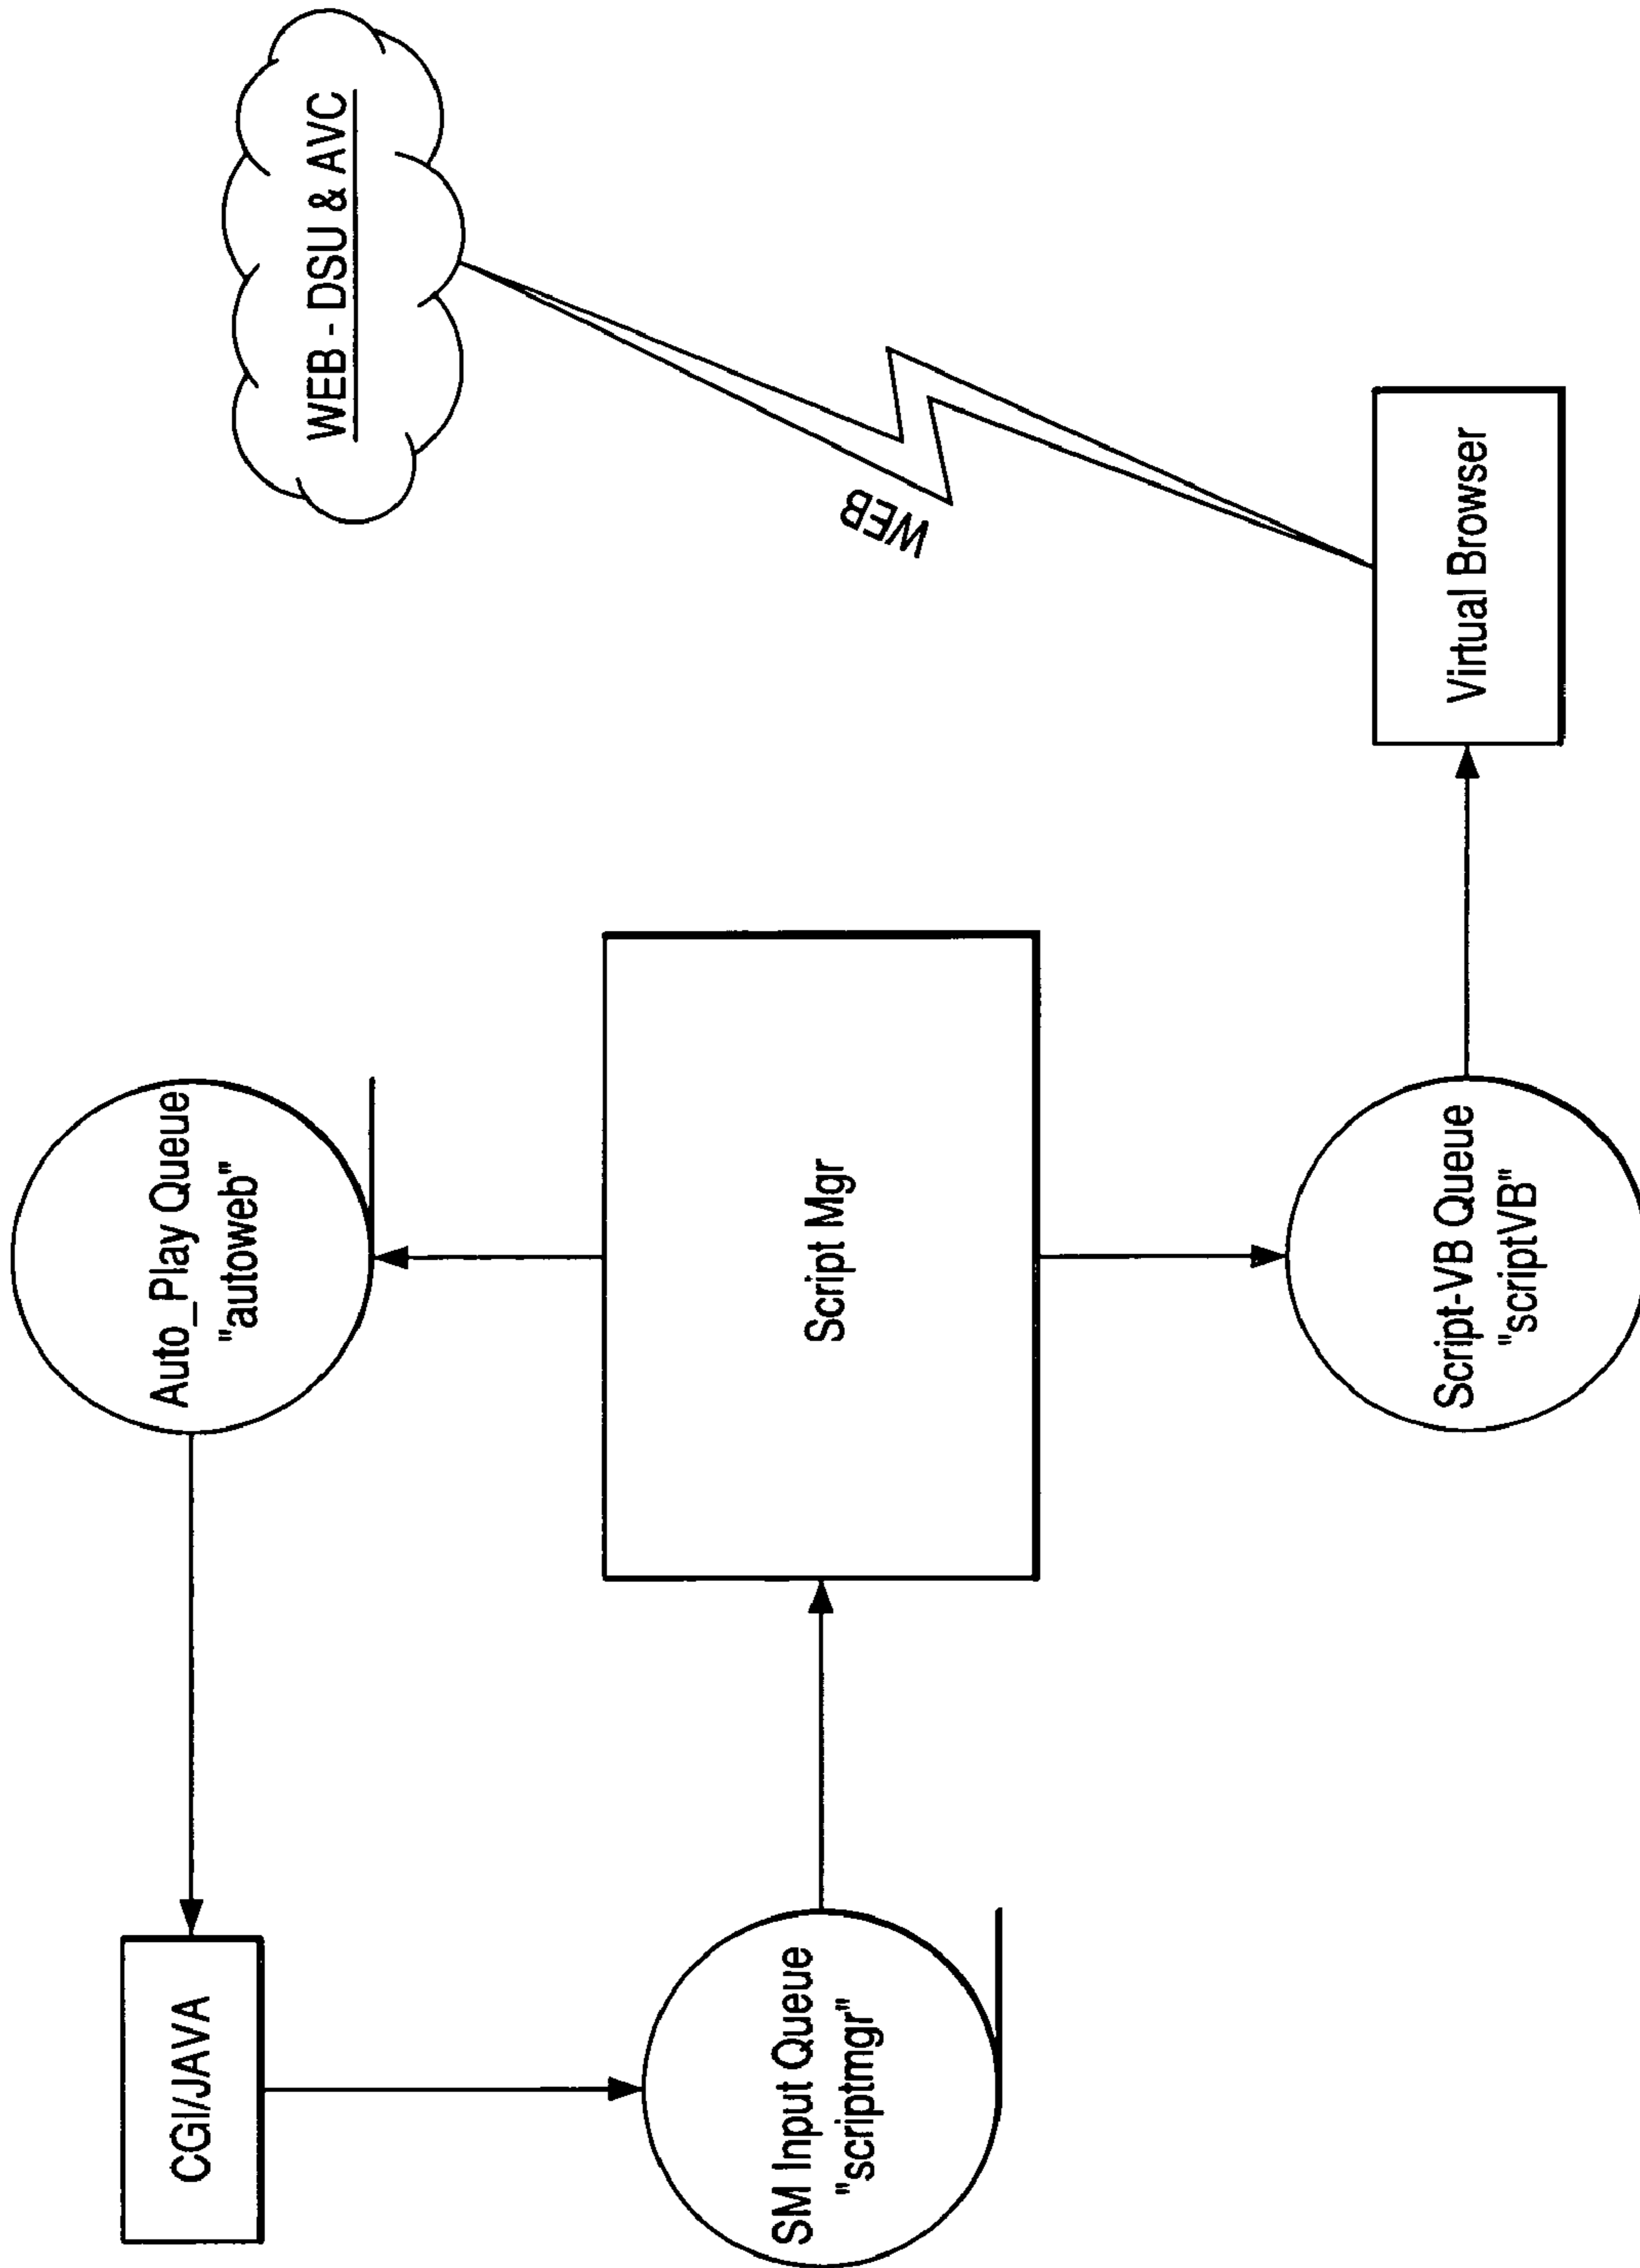 CGI/JAVA
Auto_Play Queue
"autoweb"
WEB - DSU & AVC
SM Input Queue
"scriptmgr"
Script Mgr
WEB
Script-VB Queue
"scriptVB"
Virtual Browser